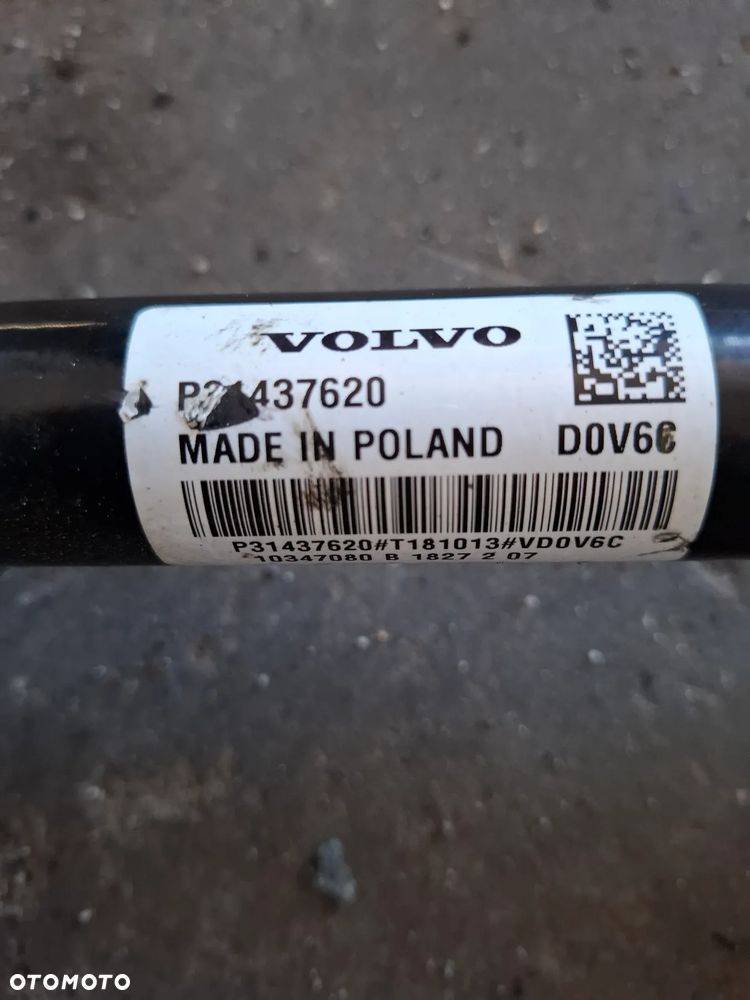 VOLVO
P31437620
MADE IN POLAND D0V6C
P31437620#T181013#VD0V6C
10347080 B 1827 2 07
OTOMOTO